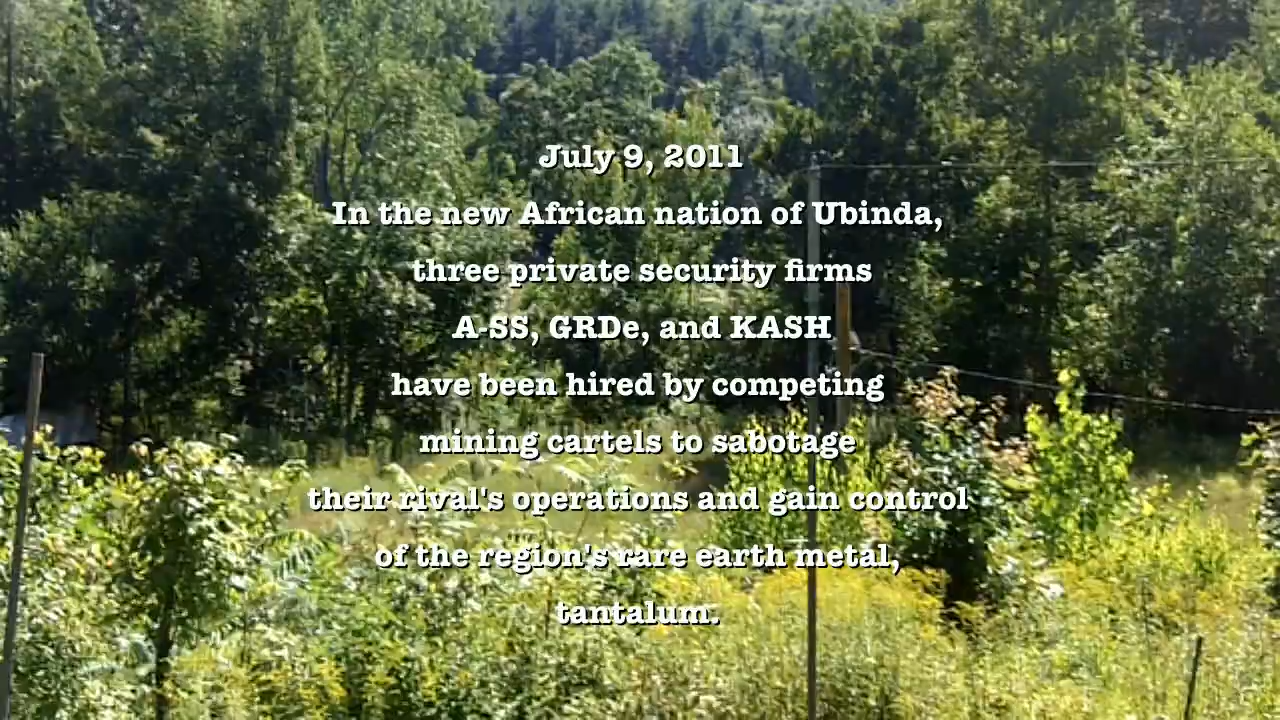 July 9, 2011
In the new African nation of Ubinda,
three private security firms
A-SS, GRDe, and KASH
have been hired by competing
mining cartels to sabotage
their rival's operations and gain control
of the region's rare earth metal,
tantalum.